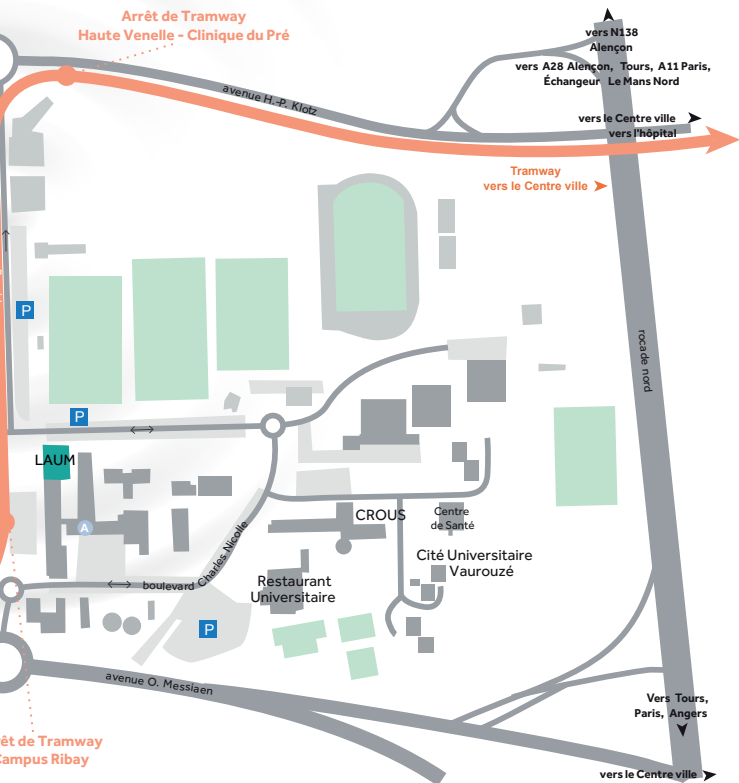 Arrêt de Tramway
Haute Venelle - Clinique du Pré
vers N138
Alençon
vers A28 Alençon, Tours, A11 Paris,
Échangeur Le Mans Nord
avenue H.-P. Klotz
vers le Centre ville
vers l'hôpital
Tramway
vers le Centre ville
P
rocade nord
P
LAUM
A
CROUS
Centre
de Santé
boulevard Charles Nicolle
Cité Universitaire
Vaurouzé
Restaurant
Universitaire
P
avenue O. Messiaen
Vers Tours,
Paris, Angers
êt de Tramway
Campus Ribay
vers le Centre ville